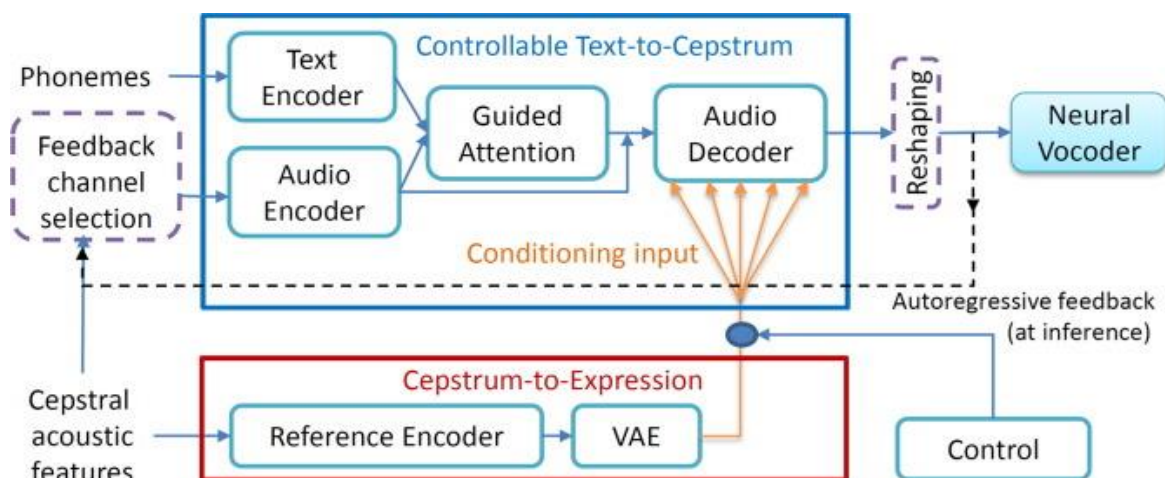 Controllable Text-to-Cepstrum
Phonemes
Text
Encoder
Guided
Attention
Audio
Decoder
Reshaping
Neural
Vocoder
Feedback
channel
selection
Audio
Encoder
Conditioning input
Autoregressive feedback
(at inference)
Cepstrum-to-Expression
Cepstral
acoustic
features
Reference Encoder
VAE
Control